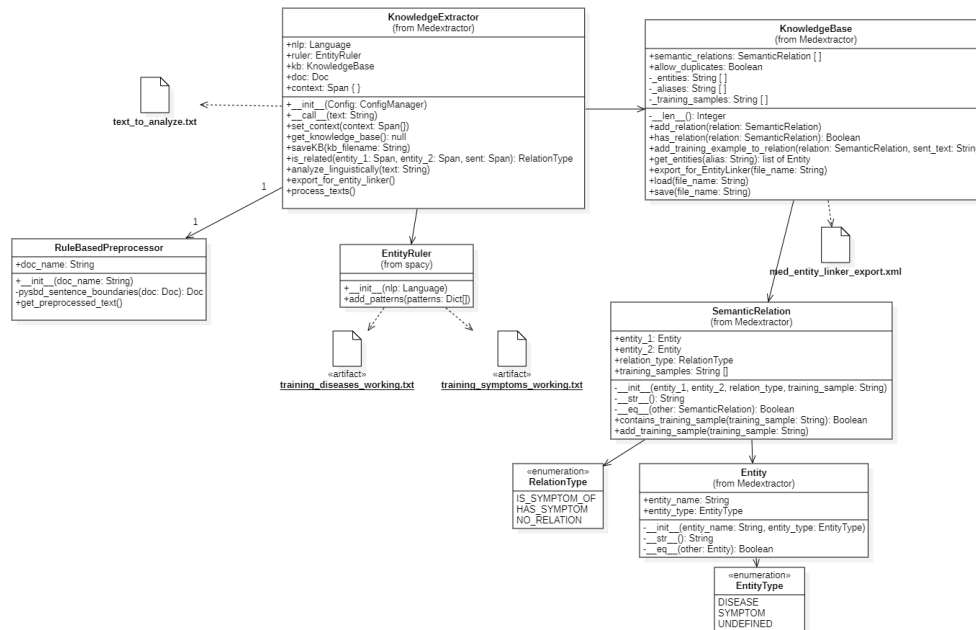 KnowledgeExtractor
(from Medextractor)
+nlp: Language
+ruler: EntityRuler
+kb: KnowledgeBase
+doc: Doc
+context: Span { }
+__init__(Config: ConfigManager)
+__call__(text: String)
+set_context(context: Span{})
+get_knowledge_base(): null
+saveKB(kb_filename: String)
+is_related(entity_1: Span, entity_2: Span, sent: Span): RelationType
+analyze_linguistically(text: String)
+export_for_entity_linker()
+process_texts()
KnowledgeBase
(from Medextractor)
+semantic_relations: SemanticRelation [ ]
+allow_duplicates: Boolean
-_entities: String [ ]
-_aliases: String [ ]
-_training_samples: String [ ]
-__len__(): Integer
+add_relation(relation: SemanticRelation)
+has_relation(relation: SemanticRelation): Boolean
+add_training_example_to_relation(relation: SemanticRelation, sent_text: Strin
+get_entities(alias: String): list of Entity
+export_for_EntityLinker(file_name: String)
+load(file_name: String)
+save(file_name: String)
text_to_analyze.txt
1
1
RuleBasedPreprocessor
+doc_name: String
+__init__(doc_name: String)
-pysbd_sentence_boundaries(doc: Doc): Doc
+get_preprocessed_text()
EntityRuler
(from spacy)
+__init__(nlp: Language)
+add_patterns(patterns: Dict[])
med_entity_linker_export.xml
«artifact»
training_diseases_working.txt
«artifact»
training_symptoms_working.txt
SemanticRelation
(from Medextractor)
+entity_1: Entity
+entity_2: Entity
+relation_type: RelationType
+training_samples: String []
-__init__(entity_1, entity_2, relation_type, training_sample: String)
-__str__(): String
-__eq__(other: SemanticRelation): Boolean
+contains_training_sample(training_sample: String): Boolean
+add_training_sample(training_sample: String)
«enumeration»
RelationType
IS_SYMPTOM_OF
HAS_SYMPTOM
NO_RELATION
Entity
(from Medextractor)
+entity_name: String
+entity_type: EntityType
-__init__(entity_name: String, entity_type: EntityType)
-__str__(): String
-__eq__(other: Entity): Boolean
«enumeration»
EntityType
DISEASE
SYMPTOM
UNDEFINED